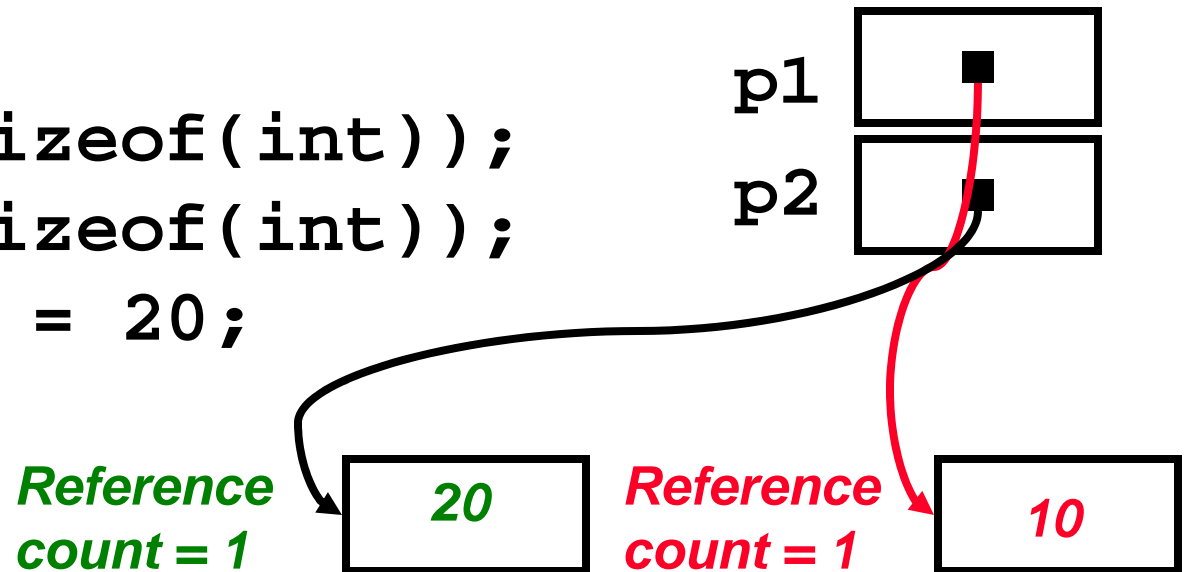 p1
izeof(int));
p2
izeof(int));
= 20;
Reference
count = 1
20
Reference
count = 1
10